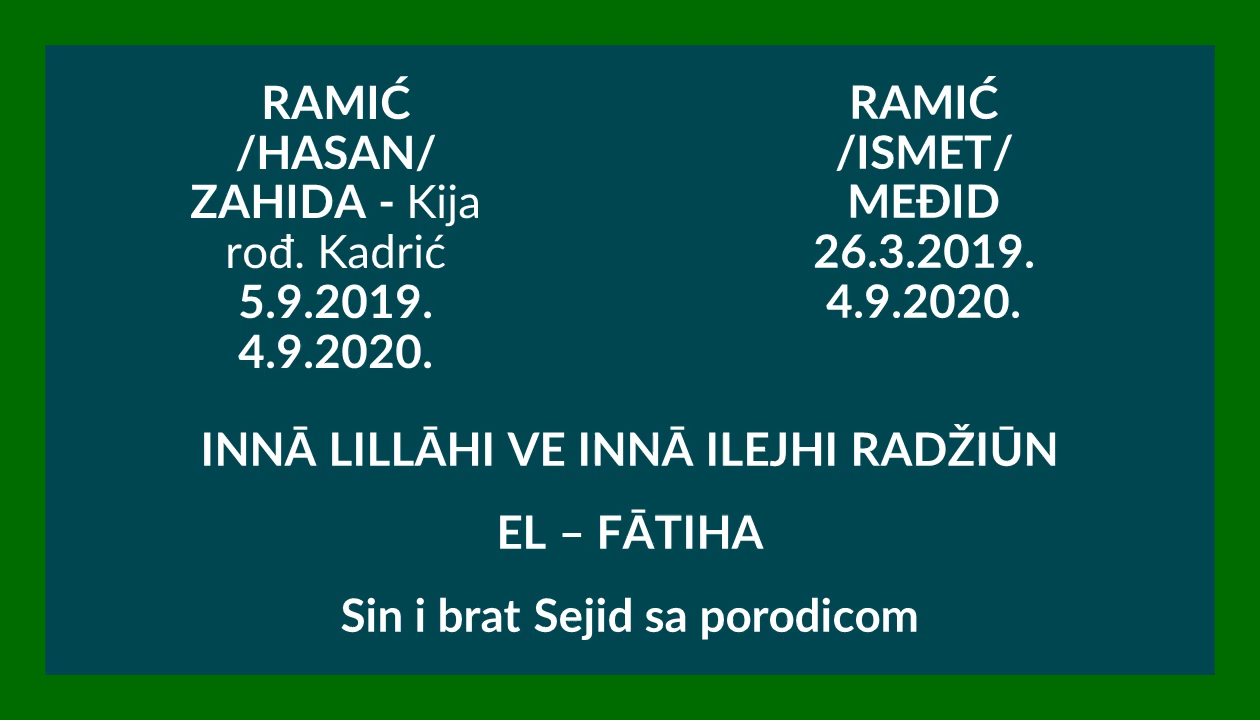 RAMIĆ
/HASAN/
ZAHIDA - Kija
rođ. Kadrić
5.9.2019.
4.9.2020.
RAMIĆ
/ISMET/
MEĐID
26.3.2019.
4.9.2020.
INNĀ LILLĀHI VE INNĀ ILEJHI RADŽIŪN
EL – FĀTIHA
Sin i brat Sejid sa porodicom